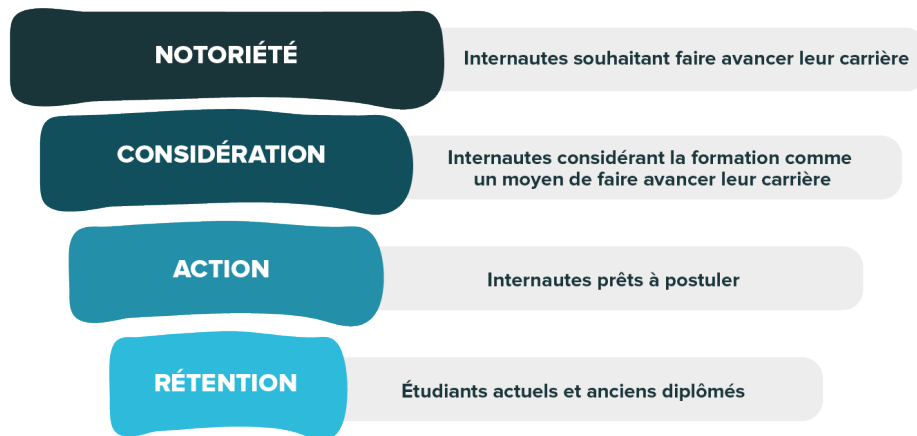 NOTORIÉTÉ
Internautes souhaitant faire avancer leur carrière
CONSIDÉRATION
Internautes considérant la formation comme
un moyen de faire avancer leur carrière
ACTION
Internautes prêts à postuler
RÉTENTION
Étudiants actuels et anciens diplômés